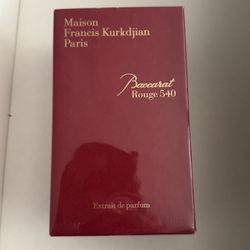 Maison
Francis Kurkdjian
Paris
Baccarat
Rouge 540
Extrait de parfum